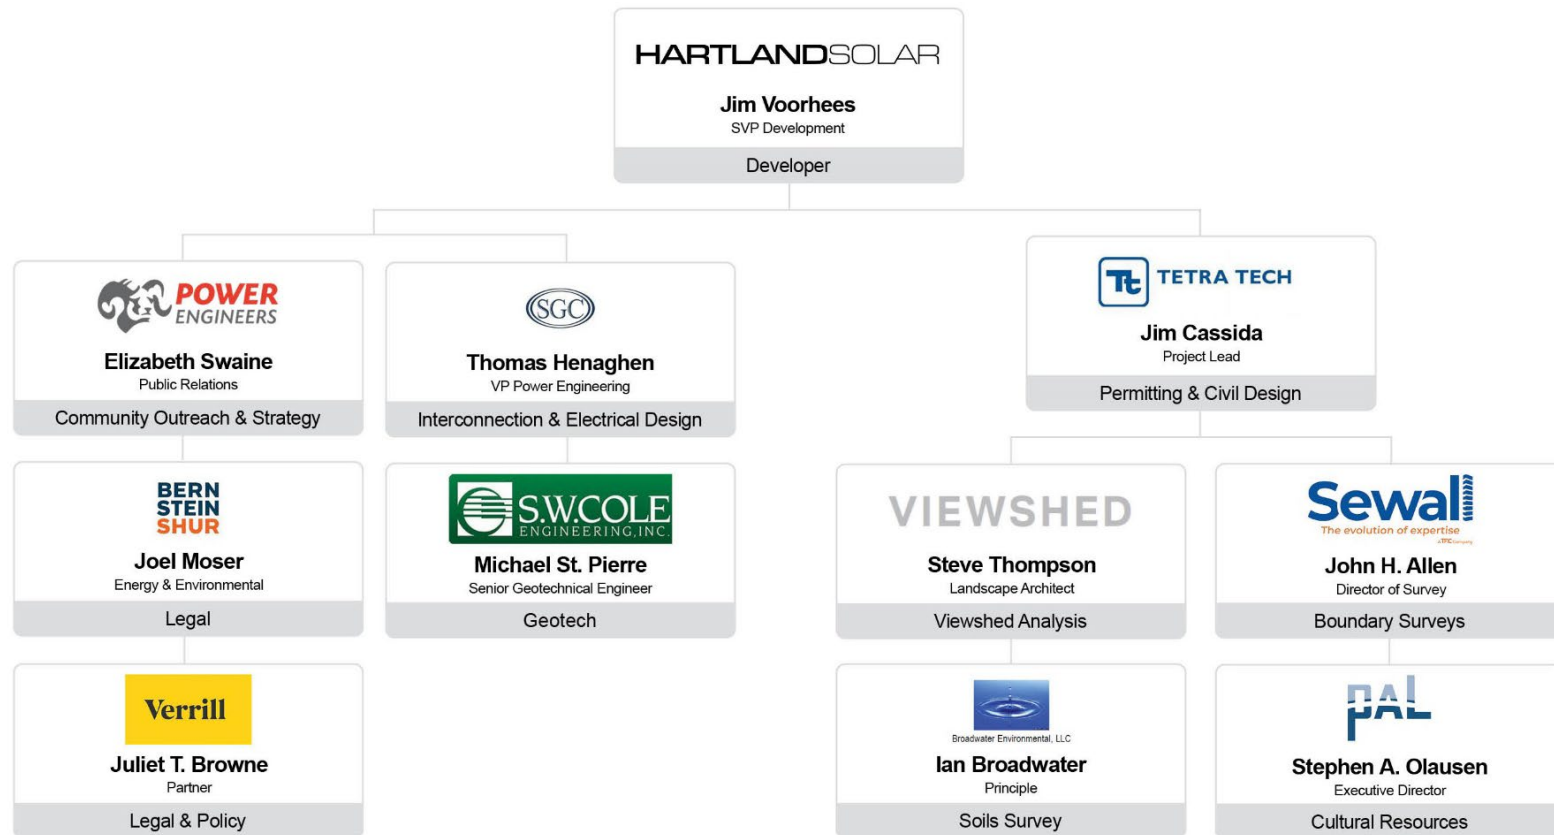 HARTLANDSOLAR
Jim Voorhees
SVP Development
Developer
POWER
ENGINEERS
Elizabeth Swaine
Public Relations
Community Outreach & Strategy
SGC
Thomas Henaghen
VP Power Engineering
Interconnection & Electrical Design
Tt TETRA TECH
Jim Cassida
Project Lead
Permitting & Civil Design
BERN
STEIN
SHUR
Joel Moser
Energy & Environmental
Legal
S.W.COLE
ENGINEERING,INC.
Michael St. Pierre
Senior Geotechnical Engineer
Geotech
VIEWSHED
Steve Thompson
Landscape Architect
Viewshed Analysis
Sewall
The evolution of expertise
A TRC Company
John H. Allen
Director of Survey
Boundary Surveys
Verrill
Juliet T. Browne
Partner
Legal & Policy
Broadwater Environmental, LLC
Ian Broadwater
Principle
Soils Survey
PAL
Stephen A. Olausen
Executive Director
Cultural Resources